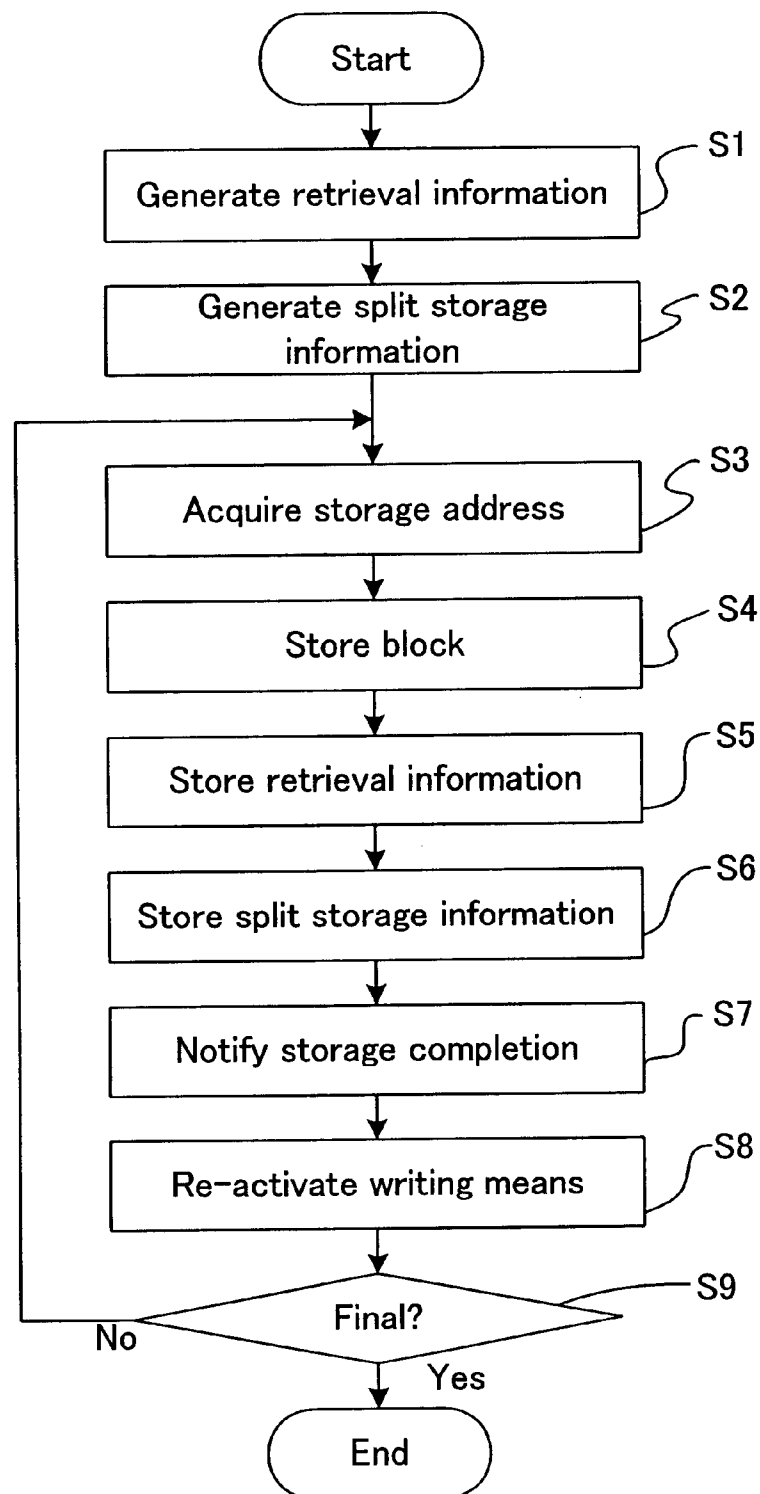 Start
Generate retrieval information
S1
Generate split storage
information
S2
Acquire storage address
S3
Store block
S4
Store retrieval information
S5
Store split storage information
S6
Notify storage completion
S7
Re-activate writing means
S8
Final?
S9
No
Yes
End